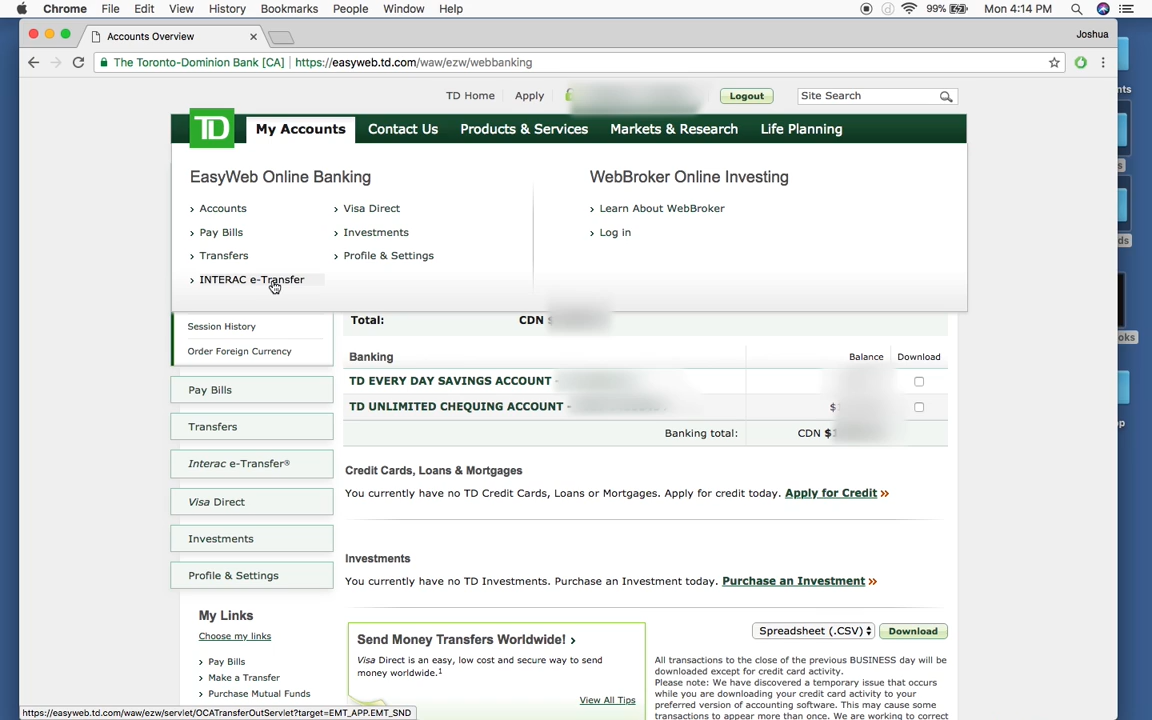 Chrome File Edit View History Bookmarks People Window Help 99% Mon 4:14 PM
Accounts Overview Joshua
The Toronto-Dominion Bank [CA] https://easyweb.td.com/waw/ezw/webbanking
TD Home Apply Logout Site Search
TD My Accounts Contact Us Products & Services Markets & Research Life Planning
EasyWeb Online Banking WebBroker Online Investing
› Accounts › Visa Direct › Learn About WebBroker
› Pay Bills › Investments › Log in
› Transfers › Profile & Settings
› INTERAC e-Transfer
Session History
Order Foreign Currency
Pay Bills
Transfers
Interac e-Transfer®
Visa Direct
Investments
Profile & Settings
My Links
Choose my links
› Pay Bills
› Make a Transfer
› Purchase Mutual Funds
Total: CDN $
Banking Balance Download
TD EVERY DAY SAVINGS ACCOUNT -
TD UNLIMITED CHEQUING ACCOUNT - $
Banking total: CDN $
Credit Cards, Loans & Mortgages
You currently have no TD Credit Cards, Loans or Mortgages. Apply for credit today. Apply for Credit »
Investments
You currently have no TD Investments. Purchase an Investment today. Purchase an Investment »
Send Money Transfers Worldwide! ›
Visa Direct is an easy, low cost and secure way to send
money worldwide.¹
View All Tips
Spreadsheet (.CSV) Download
All transactions to the close of the previous BUSINESS day will be
downloaded except for credit card activity.
Please note: We have discovered a temporary issue that occurs
while you are downloading your credit card activity to your
preferred version of accounting software. This may cause some
transactions to appear more than once. We are working to correct
https://easyweb.td.com/waw/ezw/servlet/OCATransferOutServlet?target=EMT_APP.EMT_SND